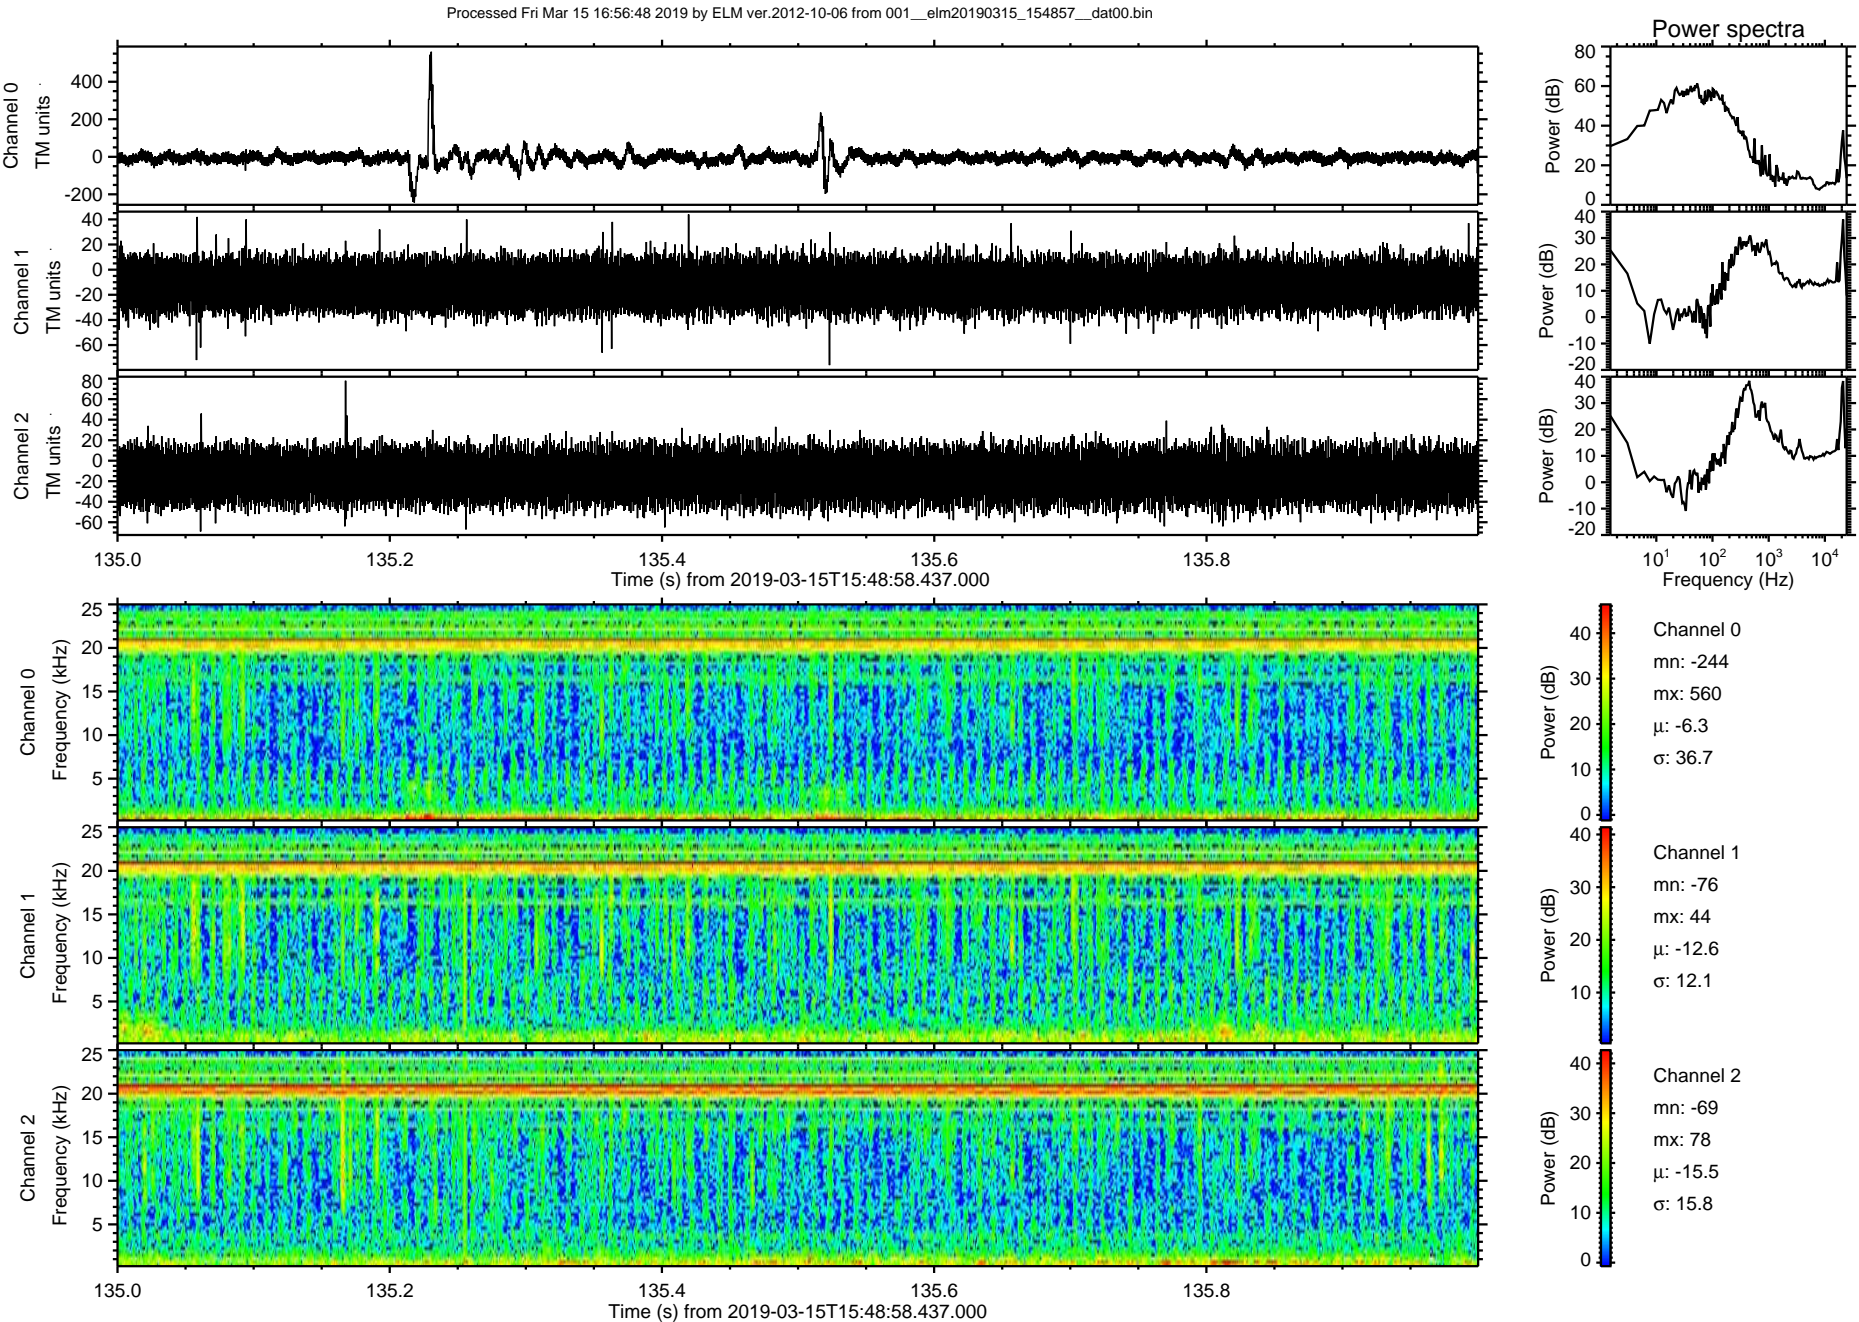 Processed Fri Mar 15 16:56:48 2019 by ELM ver.2012-10-06 from 001__elm20190315_154857__dat00.bin
Power spectra
Channel 0
TM units
400
200
0
-200
Power (dB)
80
60
40
20
0
Channel 1
TM units
40
20
0
-20
-40
-60
Power (dB)
40
30
20
10
0
-10
-20
Channel 2
TM units
80
60
40
20
0
-20
-40
-60
Power (dB)
40
30
20
10
0
-10
-20
135.0 135.2 135.4 135.6 135.8
Time (s) from 2019-03-15T15:48:58.437.000
10¹ 10² 10³ 10⁴
Frequency (Hz)
Channel 0
Frequency (kHz)
25
20
15
10
5
Power (dB)
40
30
20
10
0
Channel 0
mn: -244
mx: 560
μ: -6.3
σ: 36.7
Channel 1
Frequency (kHz)
25
20
15
10
5
Power (dB)
40
30
20
10
Channel 1
mn: -76
mx: 44
μ: -12.6
σ: 12.1
Channel 2
Frequency (kHz)
25
20
15
10
5
Power (dB)
40
30
20
10
0
Channel 2
mn: -69
mx: 78
μ: -15.5
σ: 15.8
135.0 135.2 135.4 135.6 135.8
Time (s) from 2019-03-15T15:48:58.437.000